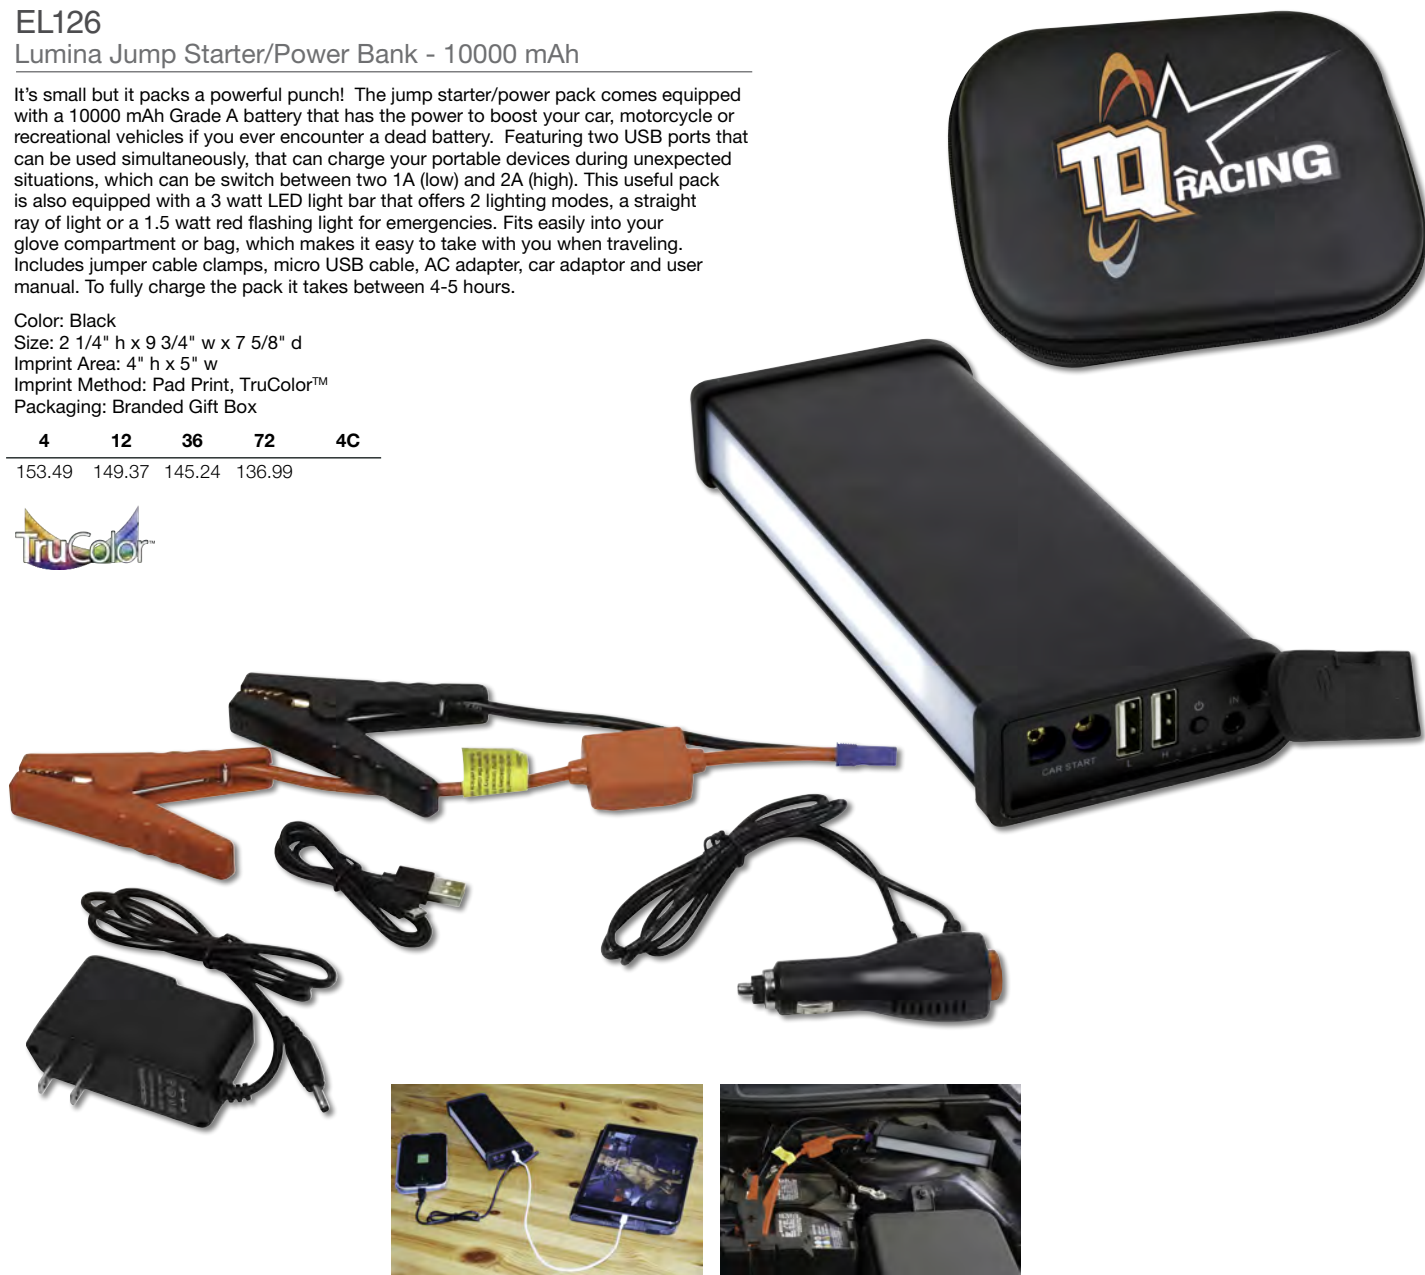 EL126
Lumina Jump Starter/Power Bank - 10000 mAh
It's small but it packs a powerful punch!  The jump starter/power pack comes equipped
with a 10000 mAh Grade A battery that has the power to boost your car, motorcycle or
recreational vehicles if you ever encounter a dead battery.  Featuring two USB ports that
can be used simultaneously, that can charge your portable devices during unexpected
situations, which can be switch between two 1A (low) and 2A (high). This useful pack
is also equipped with a 3 watt LED light bar that offers 2 lighting modes, a straight
ray of light or a 1.5 watt red flashing light for emergencies. Fits easily into your
glove compartment or bag, which makes it easy to take with you when traveling.
Includes jumper cable clamps, micro USB cable, AC adapter, car adaptor and user
manual. To fully charge the pack it takes between 4-5 hours.
Color: Black
Size: 2 1/4" h x 9 3/4" w x 7 5/8" d
Imprint Area: 4" h x 5" w
Imprint Method: Pad Print, TruColor™
Packaging: Branded Gift Box
4 12 36 72 4C
153.49 149.37 145.24 136.99
TruColor™
TQ RACING
CAR START L H IN